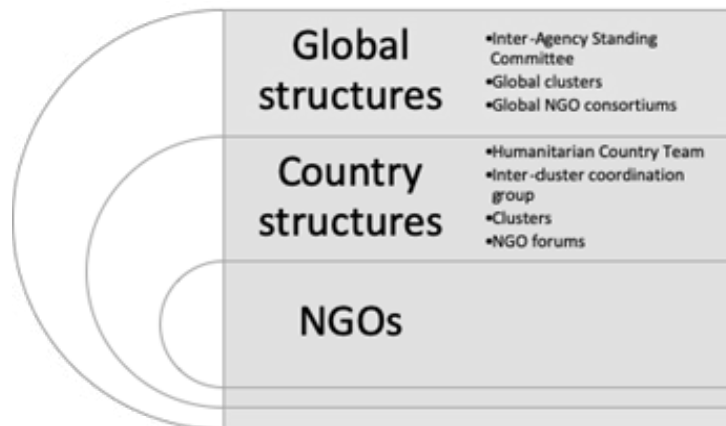 Global
structures
•Inter-Agency Standing
Committee
•Global clusters
•Global NGO consortiums
Country
structures
•Humanitarian Country Team
•Inter-duster coordination
group
•Clusters
•NGO forums
NGOs